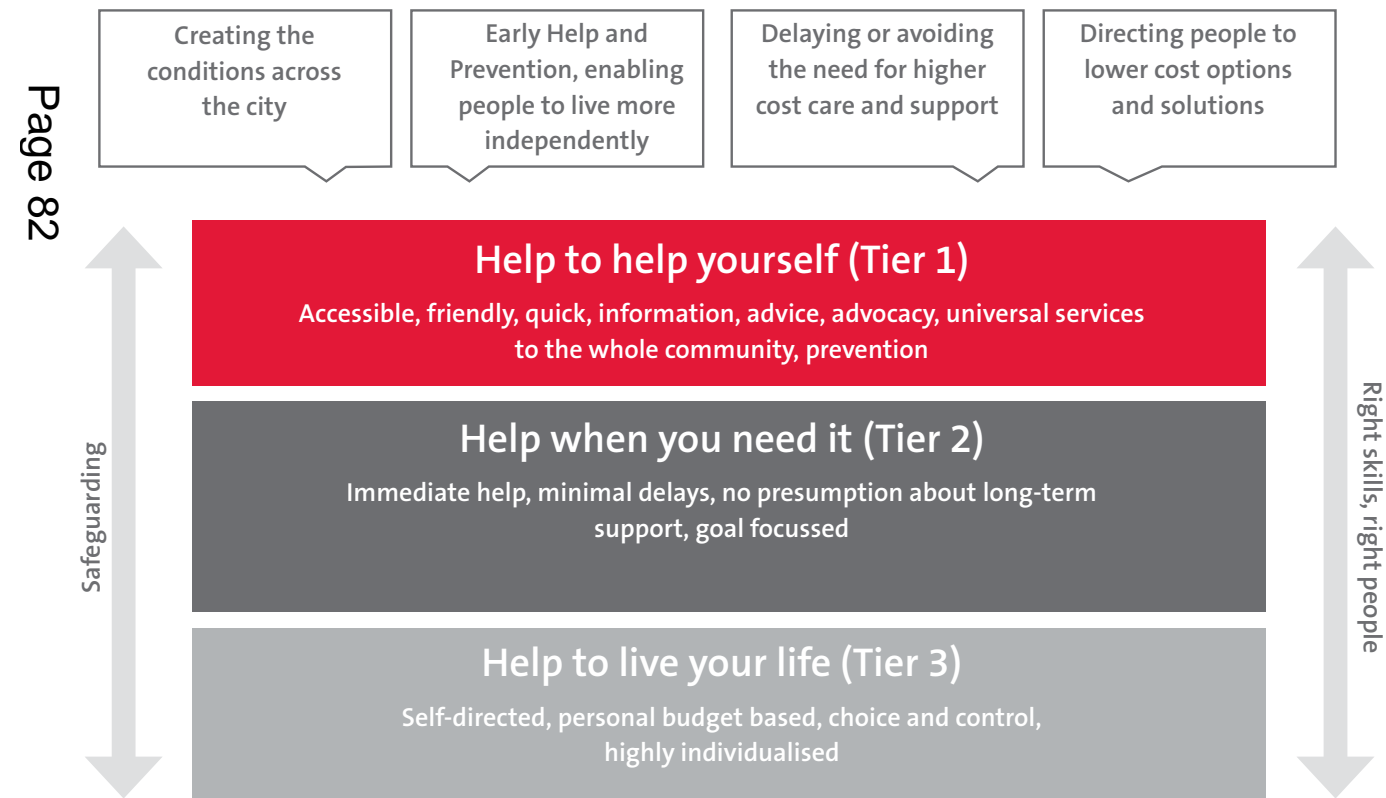 Page 82
Creating the
conditions across
the city
Early Help and
Prevention, enabling
people to live more
independently
Delaying or avoiding
the need for higher
cost care and support
Directing people to
lower cost options
and solutions
Help to help yourself (Tier 1)
Accessible, friendly, quick, information, advice, advocacy, universal services
to the whole community, prevention
Help when you need it (Tier 2)
Immediate help, minimal delays, no presumption about long-term
support, goal focussed
Help to live your life (Tier 3)
Self-directed, personal budget based, choice and control,
highly individualised
Safeguarding
Right skills, right people